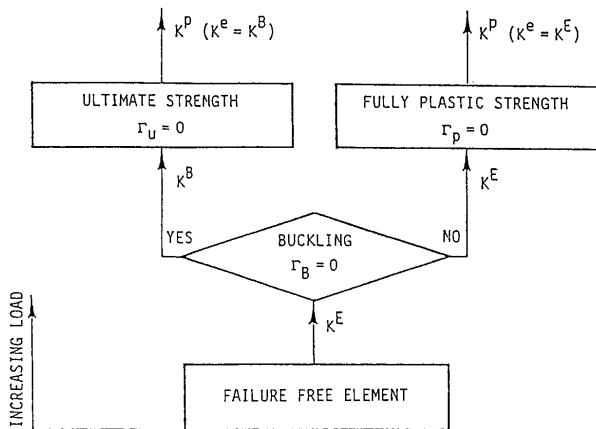 K^P (K^e = K^B)
K^P (K^e = K^E)
ULTIMATE STRENGTH
Γ_u = 0
FULLY PLASTIC STRENGTH
Γ_p = 0
K^B
K^E
YES
BUCKLING
NO
Γ_B = 0
K^E
INCREASING LOAD
FAILURE FREE ELEMENT